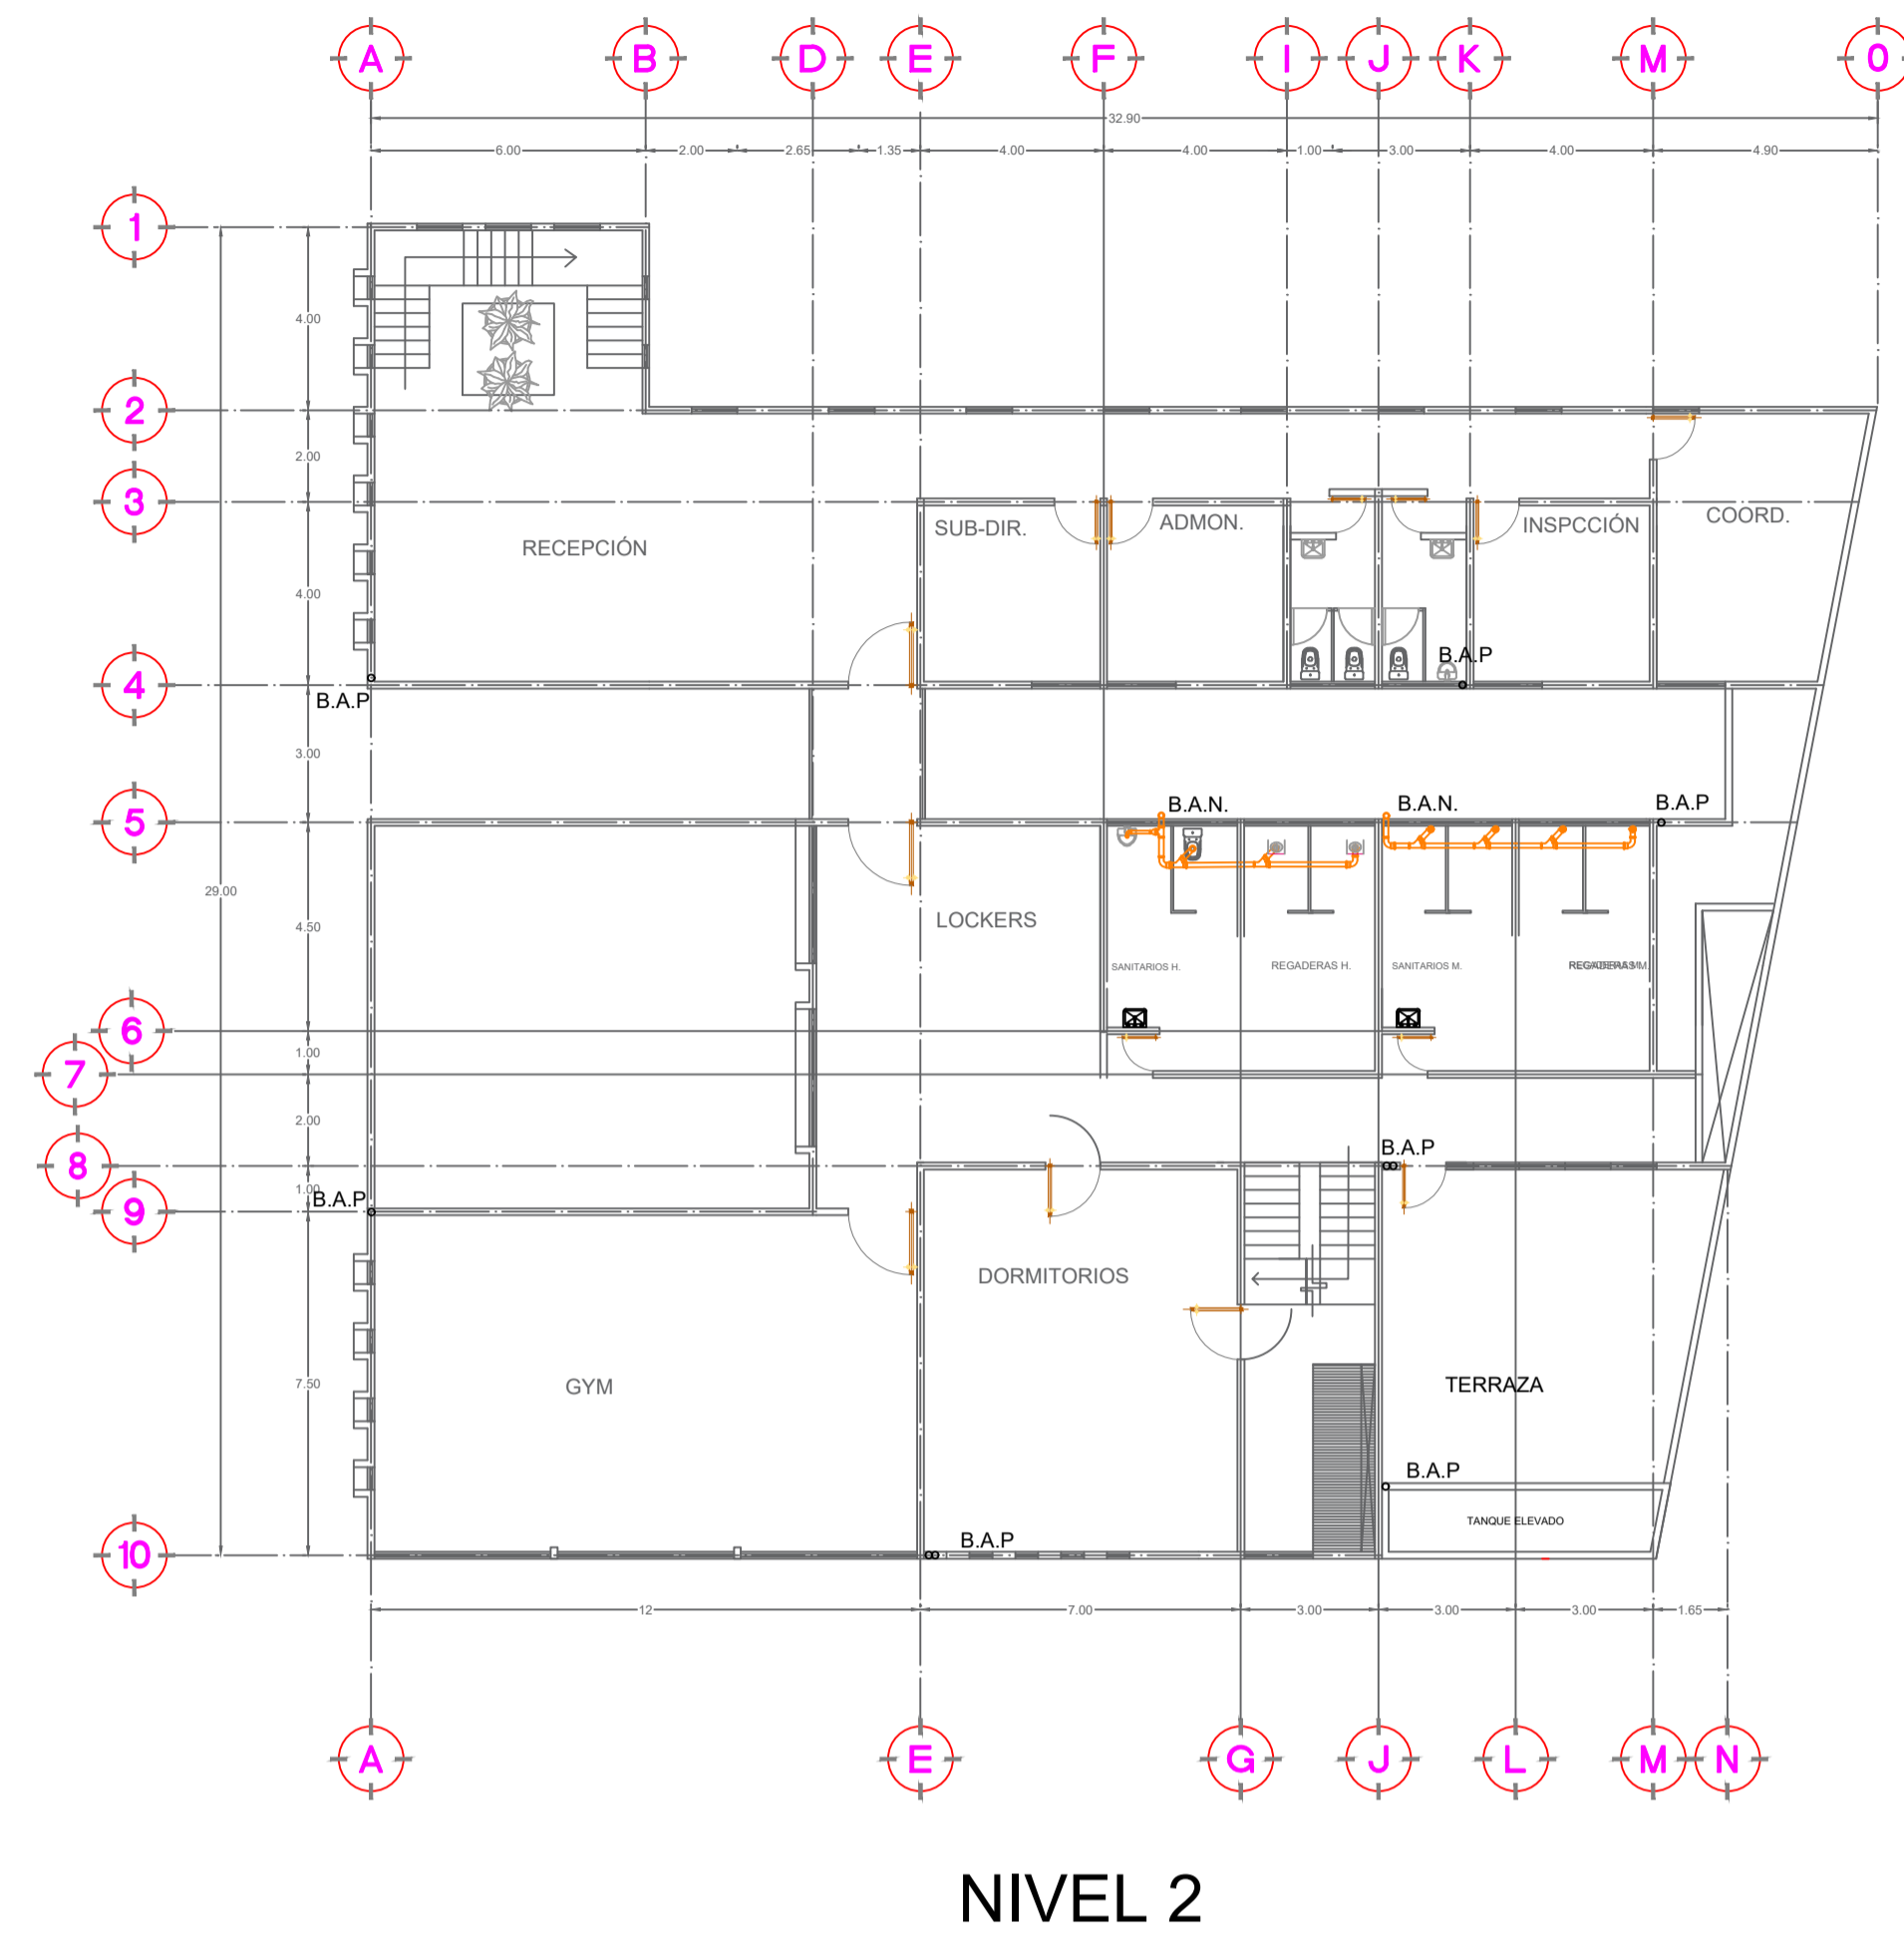 A B D E F I J K M O
32.90
6.00 2.00 2.65 1.35 4.00 4.00 1.00 3.00 4.00 4.90
1
4.00
2
2.00
3
SUB-DIR. ADMON. INSPCCIÓN COORD.
RECEPCIÓN
4.00
B.A.P
4
B.A.P
3.00
B.A.N. B.A.N. B.A.P
5
29.00
4.50
LOCKERS
SANITARIOS H. REGADERAS H. SANITARIOS M. REGADERAS M.
6
1.00
7
2.00
B.A.P
8
1.00
B.A.P
9
DORMITORIOS
7.50
GYM
TERRAZA
B.A.P
TANQUE ELEVADO
B.A.P
10
12 7.00 3.00 3.00 3.00 1.65
A E G J L M N
NIVEL 2